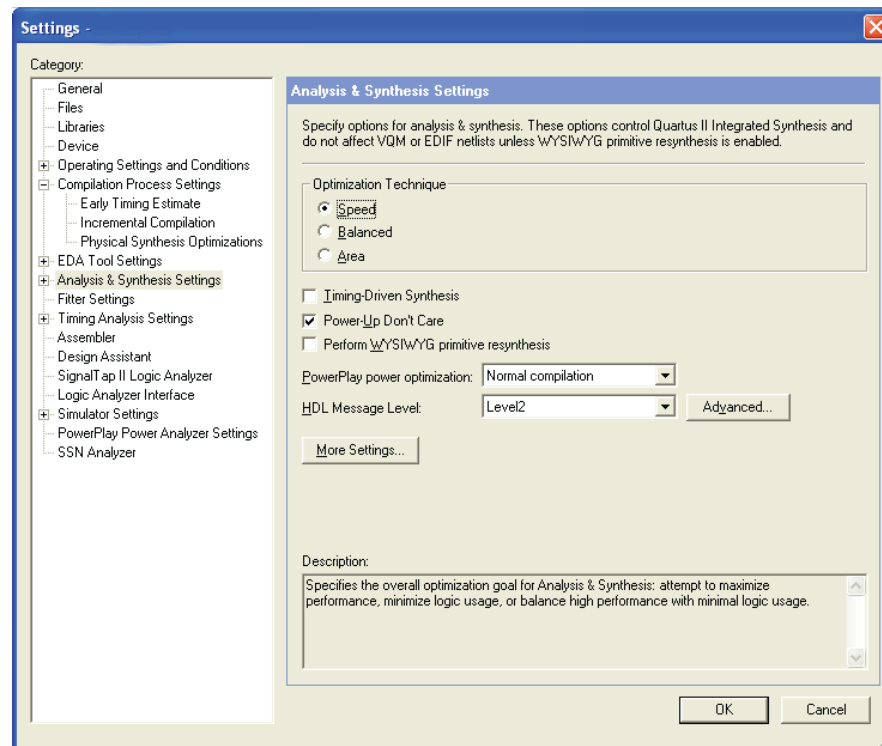 Settings -
Category:
General
Files
Libraries
Device
Operating Settings and Conditions
Compilation Process Settings
Early Timing Estimate
Incremental Compilation
Physical Synthesis Optimizations
EDA Tool Settings
Analysis & Synthesis Settings
Fitter Settings
Timing Analysis Settings
Assembler
Design Assistant
SignalTap II Logic Analyzer
Logic Analyzer Interface
Simulator Settings
PowerPlay Power Analyzer Settings
SSN Analyzer
Analysis & Synthesis Settings
Specify options for analysis & synthesis. These options control Quartus II Integrated Synthesis and
do not affect VQM or EDIF netlists unless WYSIWYG primitive resynthesis is enabled.
Optimization Technique
Speed
Balanced
Area
Timing-Driven Synthesis
Power-Up Don't Care
Perform WYSIWYG primitive resynthesis
PowerPlay power optimization: Normal compilation
HDL Message Level: Level2 Advanced...
More Settings...
Description:
Specifies the overall optimization goal for Analysis & Synthesis: attempt to maximize
performance, minimize logic usage, or balance high performance with minimal logic usage.
OK Cancel